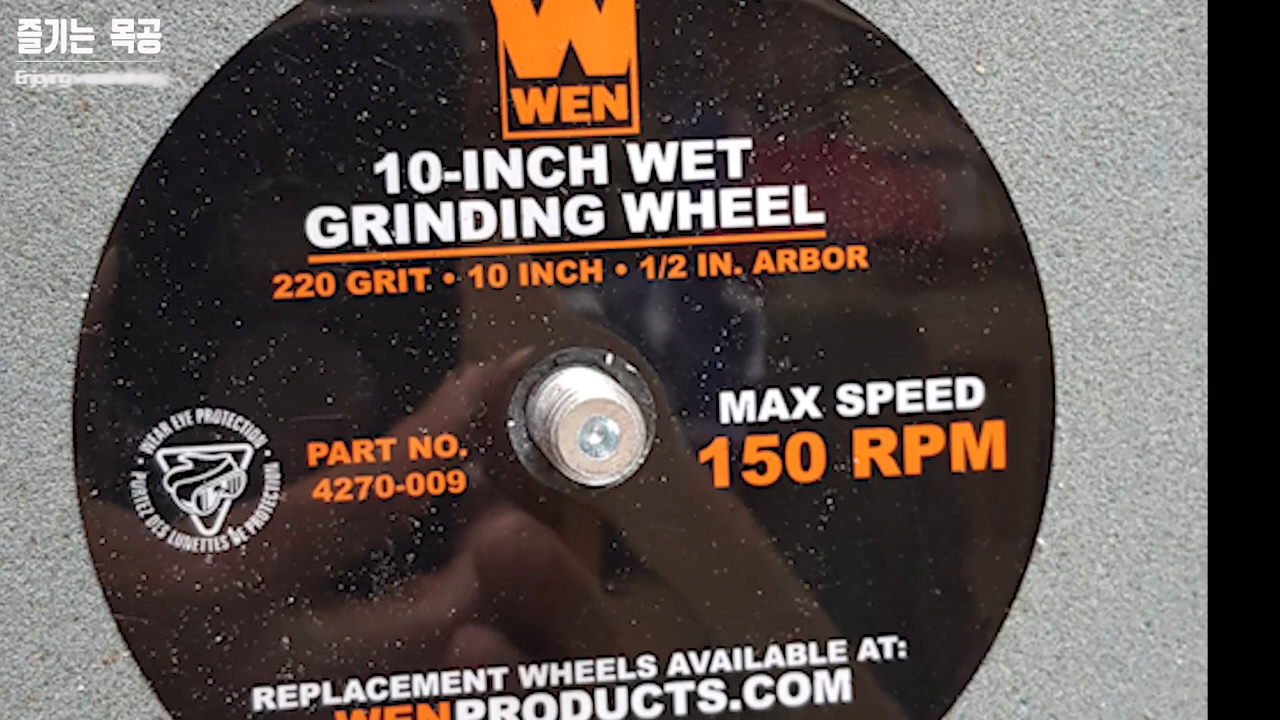 즐기는 목공
Enjoying
WEN
10-INCH WET
GRINDING WHEEL
220 GRIT • 10 INCH • 1/2 IN. ARBOR
MAX SPEED
150 RPM
PART NO.
4270-009
• WEAR EYE PROTECTION •
PORTEZ DES LUNETTES DE PROTECTION
REPLACEMENT WHEELS AVAILABLE AT:
WENPRODUCTS.COM